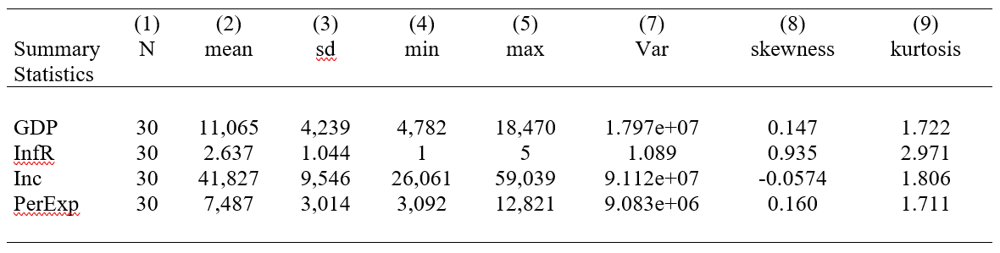 (1) (2) (3) (4) (5) (7) (8) (9)
Summary N mean sd min max Var skewness kurtosis
Statistics
GDP 30 11,065 4,239 4,782 18,470 1.797e+07 0.147 1.722
InfR 30 2.637 1.044 1 5 1.089 0.935 2.971
Inc 30 41,827 9,546 26,061 59,039 9.112e+07 -0.0574 1.806
PerExp 30 7,487 3,014 3,092 12,821 9.083e+06 0.160 1.711